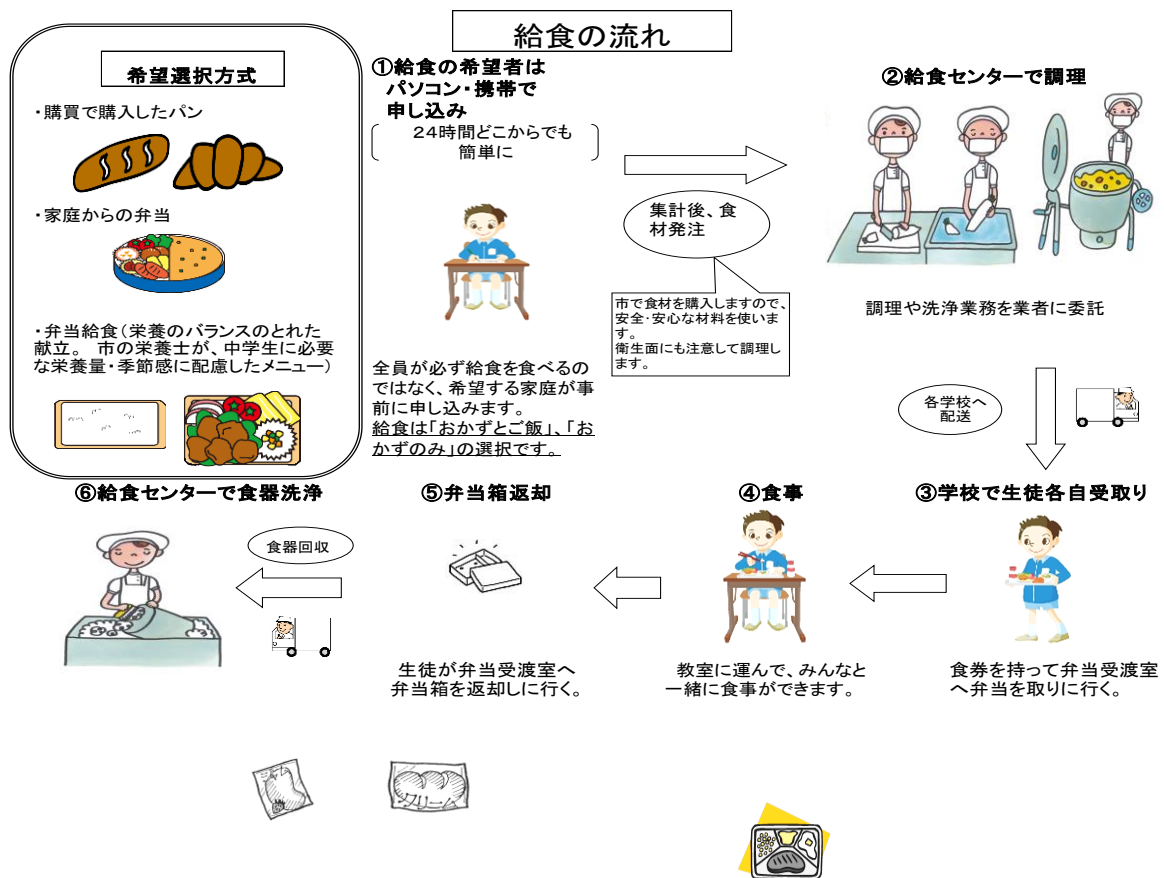 給食の流れ
希望選択方式
・購買で購入したパン
・家庭からの弁当
・弁当給食(栄養のバランスのとれた
献立。 市の栄養士が、中学生に必要
な栄養量・季節感に配慮したメニュー)
①給食の希望者は
パソコン・携帯で
申し込み
24時間どこからでも
簡単に
全員が必ず給食を食べるの
ではなく、希望する家庭が事
前に申し込みます。
給食は「おかずとご飯」、「お
かずのみ」の選択です。
集計後、食
材発注
市で食材を購入しますので、
安全・安心な材料を使いま
す。
衛生面にも注意して調理し
ます。
②給食センターで調理
調理や洗浄業務を業者に委託
各学校へ
配送
③学校で生徒各自受取り
食券を持って弁当受渡室
へ弁当を取りに行く。
④食事
教室に運んで、みんなと
一緒に食事ができます。
⑤弁当箱返却
生徒が弁当受渡室へ
弁当箱を返却しに行く。
食器回収
⑥給食センターで食器洗浄
クリーム